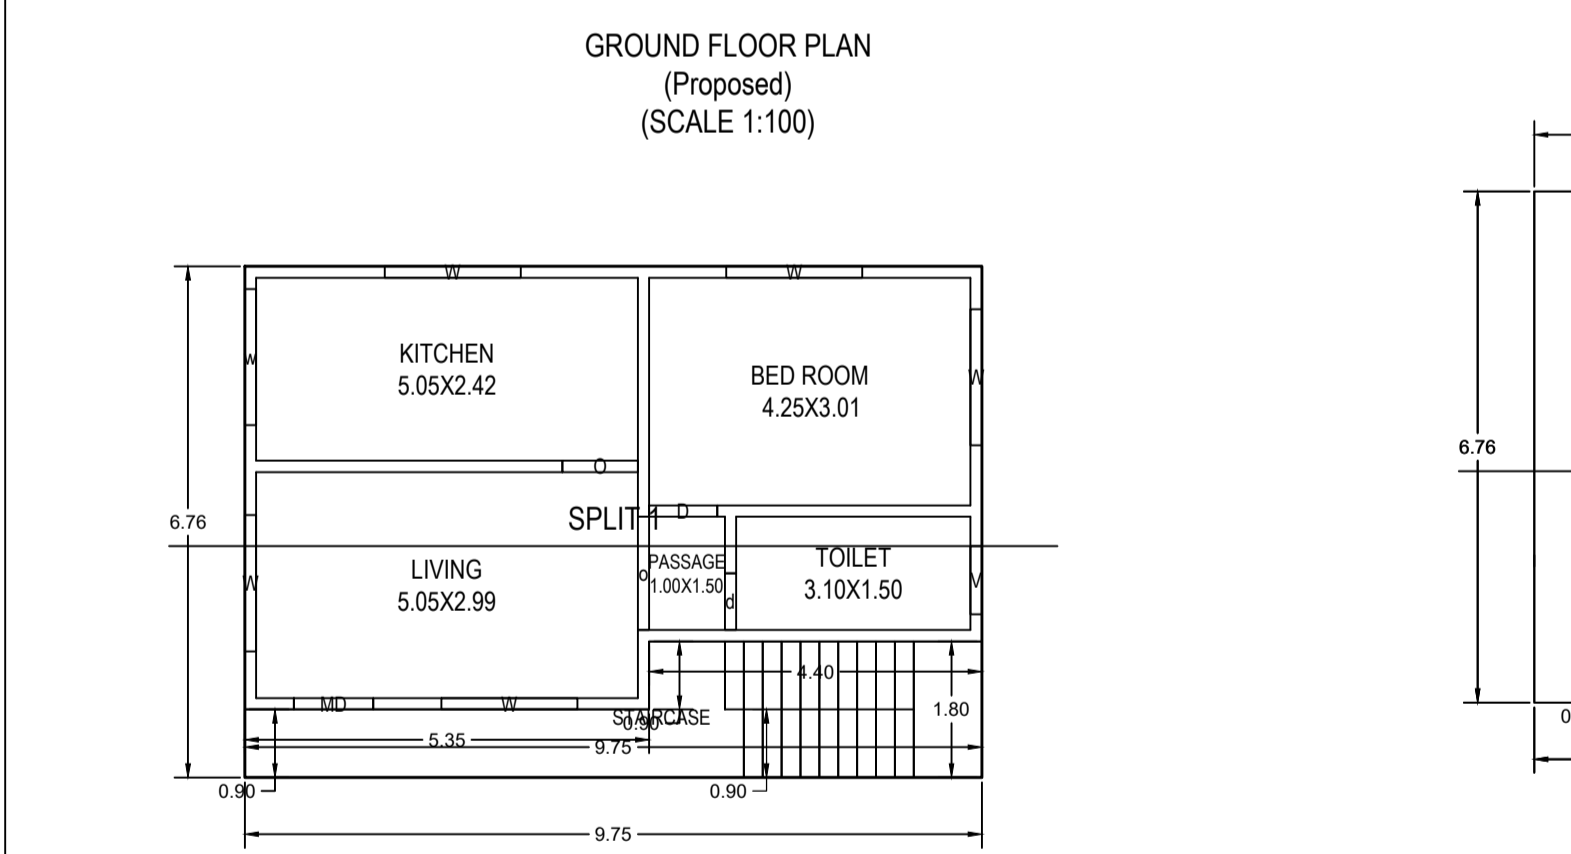 GROUND FLOOR PLAN
(Proposed)
(SCALE 1:100)
W
W
W
KITCHEN
5.05X2.42
BED ROOM
4.25X3.01
W
6.76
O
SPLIT 1
D
6.76
LIVING
5.05X2.99
W
o
PASSAGE
1.00X1.50
d
TOILET
3.10X1.50
V
4.40
MD
W
STAIRCASE
0.90
1.80
5.35
9.75
0.90
0.90
9.75
0